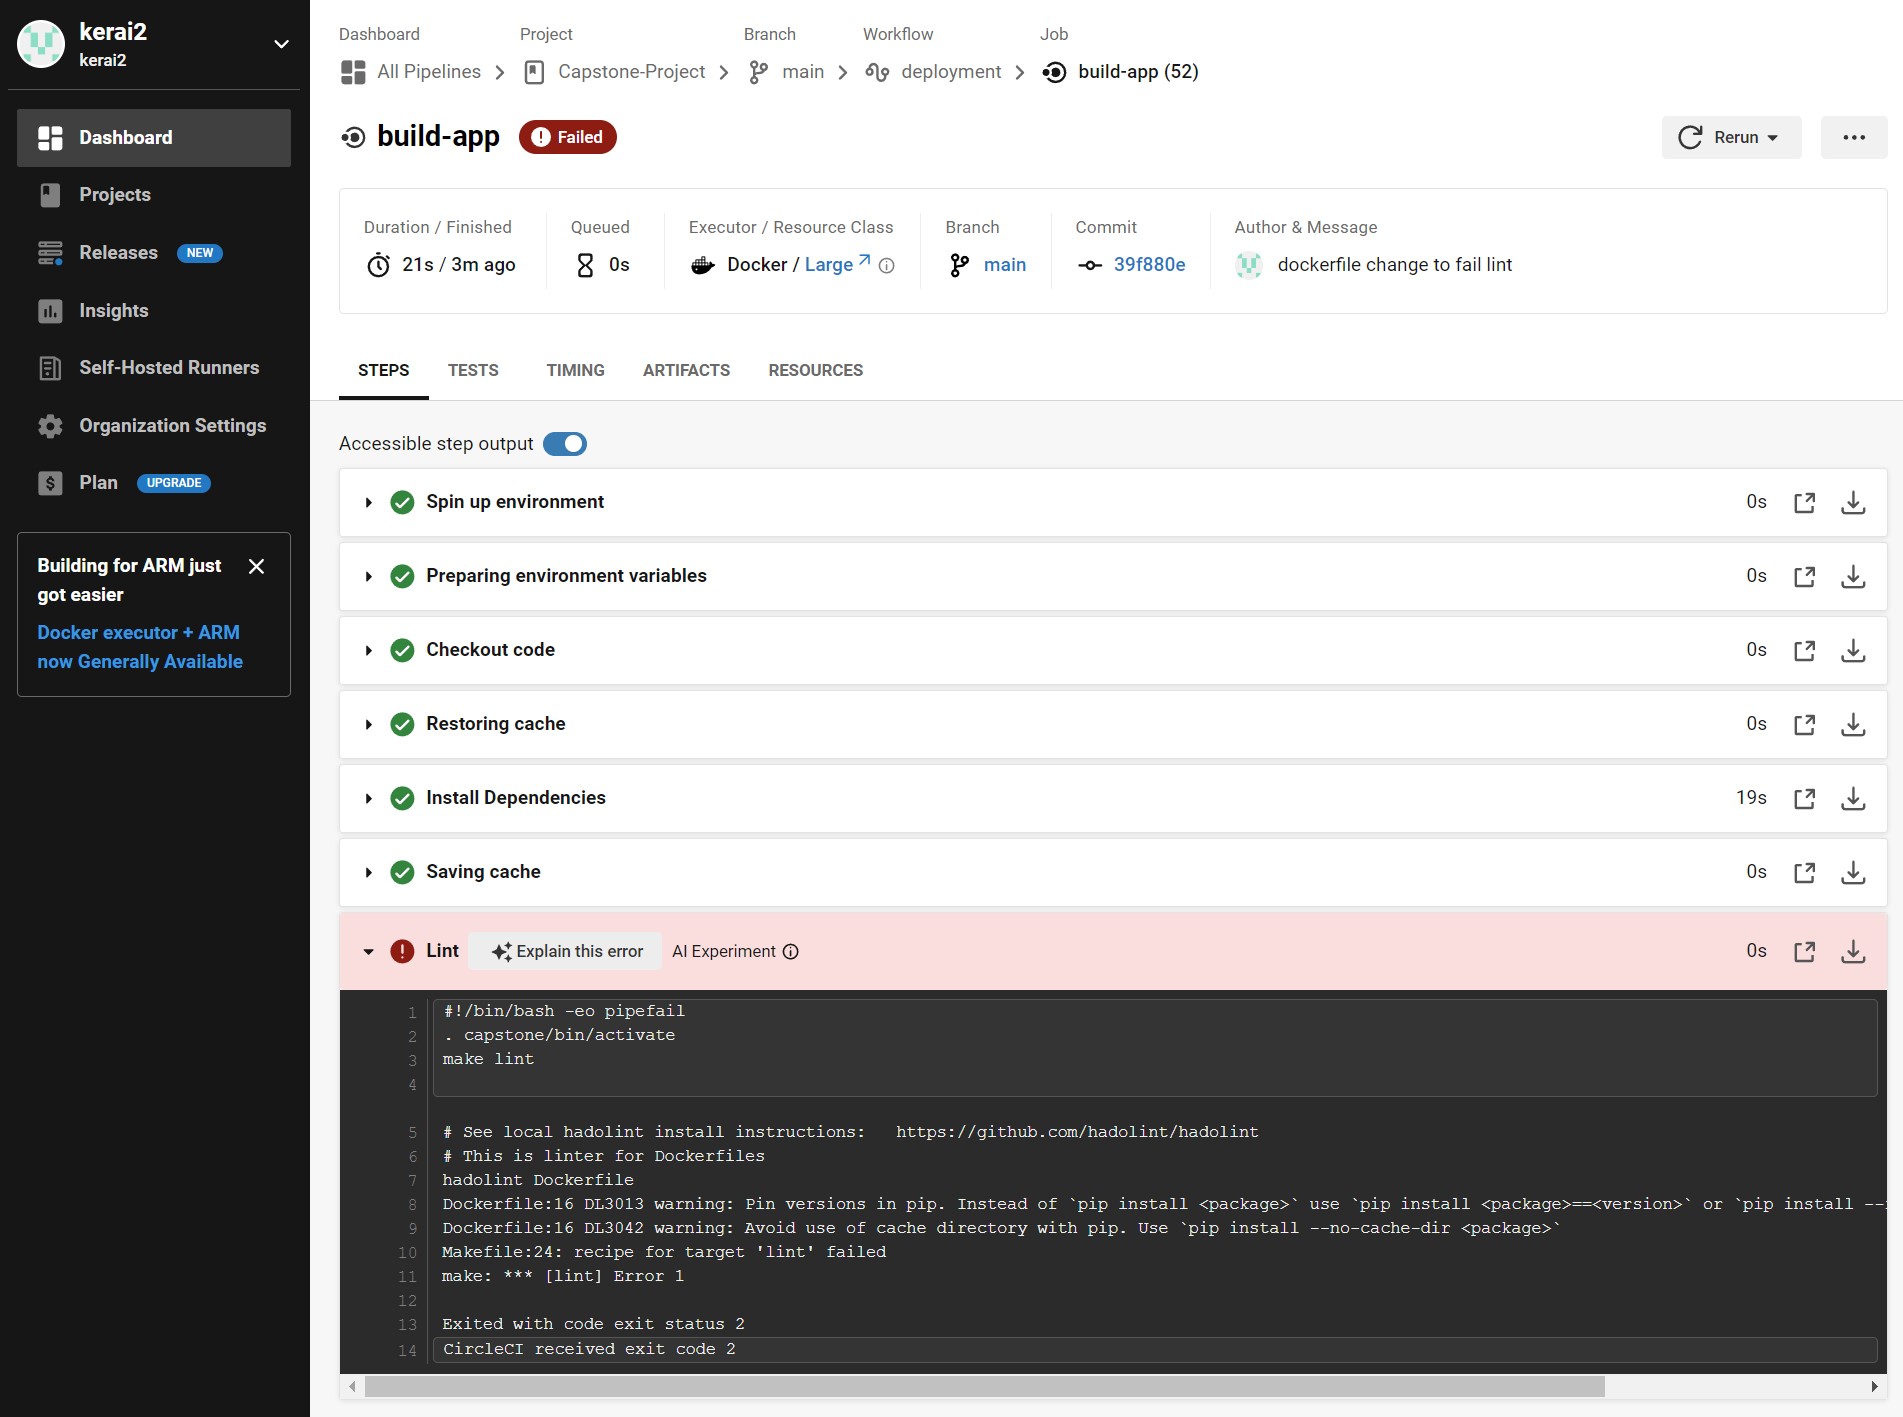 kerai2
kerai2
Dashboard
Projects
Releases NEW
Insights
Self-Hosted Runners
Organization Settings
Plan UPGRADE
Building for ARM just
got easier
Docker executor + ARM
now Generally Available
Dashboard Project Branch Workflow Job
All Pipelines Capstone-Project main deployment build-app (52)
build-app Failed
Rerun
Duration / Finished Queued Executor / Resource Class Branch Commit Author & Message
21s / 3m ago 0s Docker / Large main 39f880e dockerfile change to fail lint
STEPS TESTS TIMING ARTIFACTS RESOURCES
Accessible step output
Spin up environment 0s
Preparing environment variables 0s
Checkout code 0s
Restoring cache 0s
Install Dependencies 19s
Saving cache 0s
Lint Explain this error AI Experiment 0s
1 #!/bin/bash -eo pipefail
2 . capstone/bin/activate
3 make lint
4
5 # See local hadolint install instructions:   https://github.com/hadolint/hadolint
6 # This is linter for Dockerfiles
7 hadolint Dockerfile
8 Dockerfile:16 DL3013 warning: Pin versions in pip. Instead of `pip install <package>` use `pip install <package>==<version>` or `pip install --
9 Dockerfile:16 DL3042 warning: Avoid use of cache directory with pip. Use `pip install --no-cache-dir <package>`
10 Makefile:24: recipe for target 'lint' failed
11 make: *** [lint] Error 1
12
13 Exited with code exit status 2
14 CircleCI received exit code 2